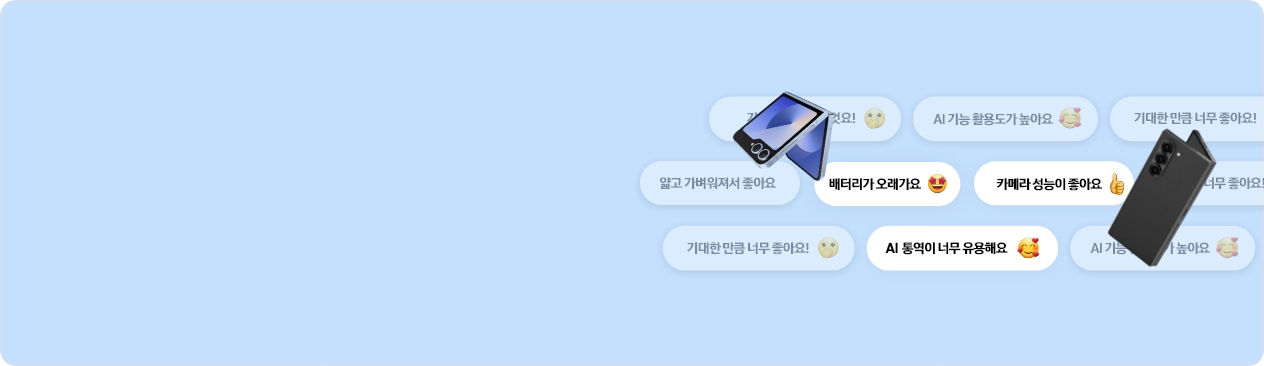 것요!
AI 기능 활용도가 높아요
기대한 만큼 너무 좋아요!
얇고 가벼워져서 좋아요
배터리가 오래가요
카메라 성능이 좋아요
너무 좋아요!
기대한 만큼 너무 좋아요!
AI 통역이 너무 유용해요
AI 기능 높아요